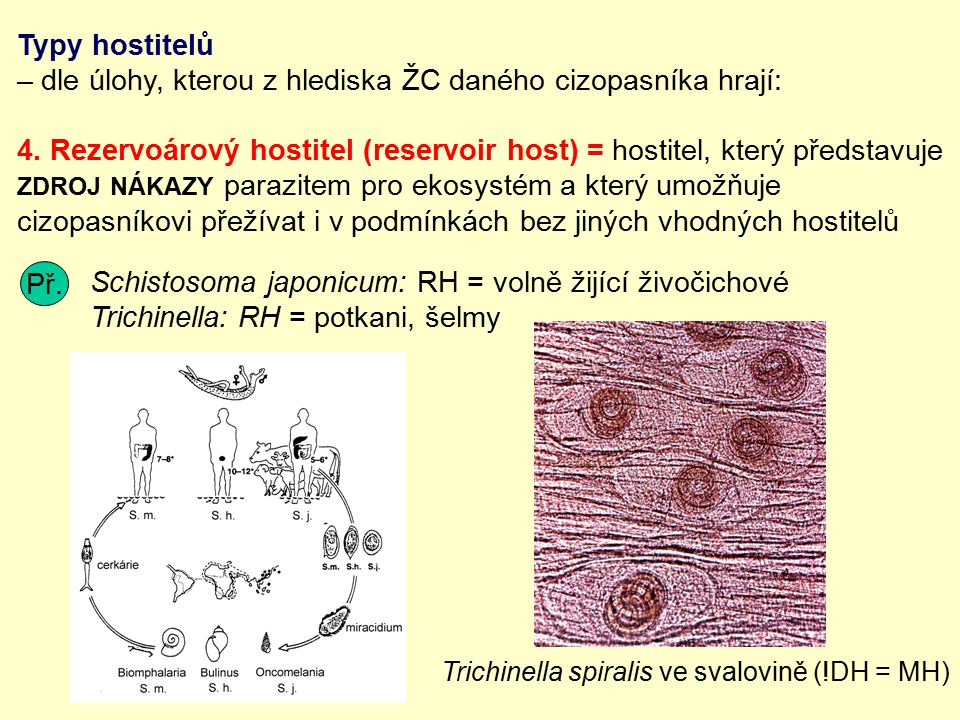 Typy hostitelů
– dle úlohy, kterou z hlediska ŽC daného cizopasníka hrají:
4. Rezervoárový hostitel (reservoir host) = hostitel, který představuje
ZDROJ NÁKAZY parazitem pro ekosystém a který umožňuje
cizopasníkovi přežívat i v podmínkách bez jiných vhodných hostitelů
Př.
Schistosoma japonicum: RH = volně žijící živočichové
Trichinella: RH = potkani, šelmy
♀ ♂
7–8* 10–12* 5–6*
S. m. S. h. S. j.
cerkárie
S.m. S.h. S.j.
miracidium
Biomphalaria Bulinus Oncomelania
S. m. S. h. S. j.
Trichinella spiralis ve svalovině (!DH = MH)